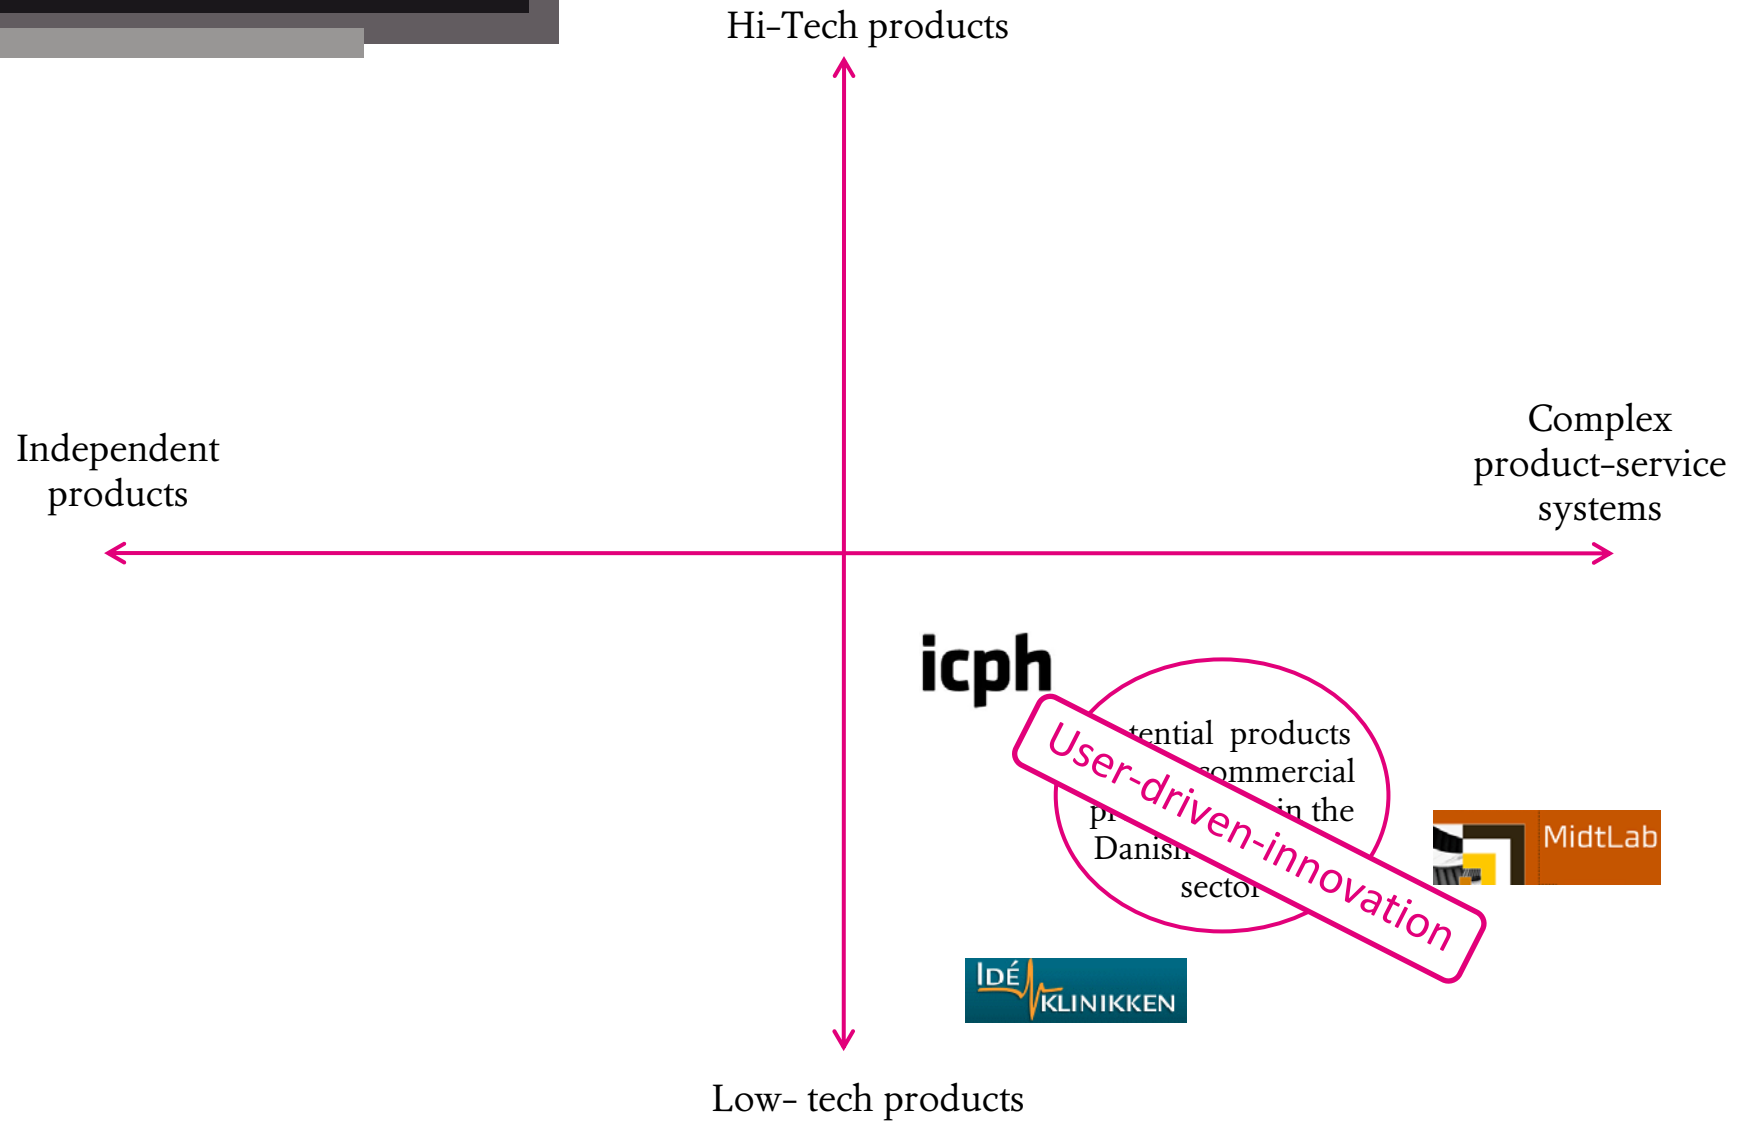 Hi-Tech products
Independent
products
Complex
product-service
systems
icph
tential products
commercial
in the
Danish
sector
User-driven-innovation
MidtLab
IDÉ
KLINIKKEN
Low- tech products